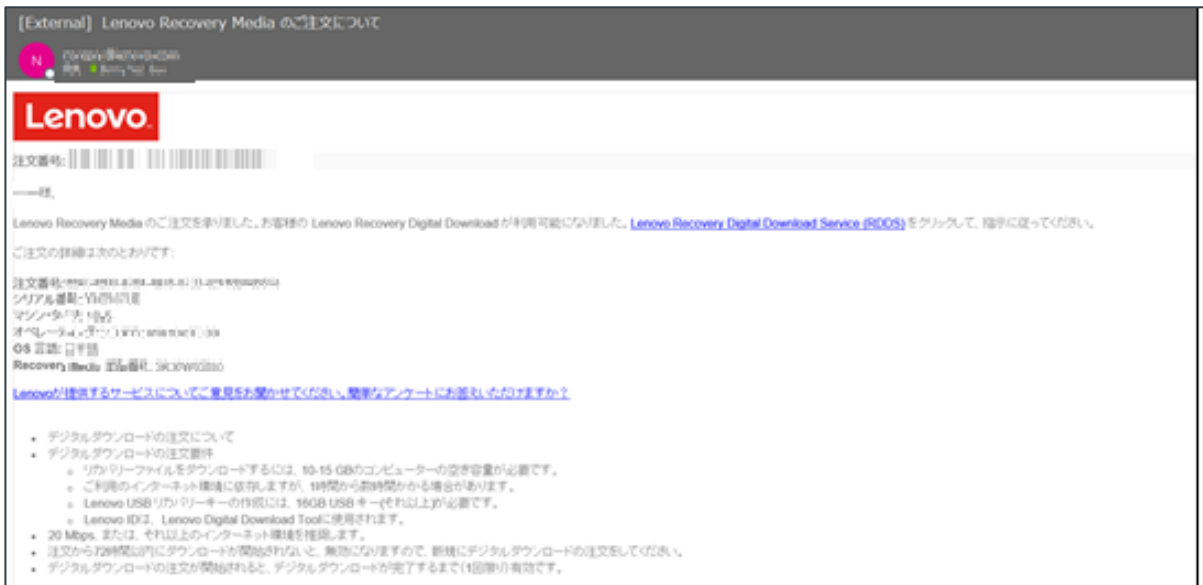 [External] Lenovo Recovery Media のご注文について
N
Lenovo
注文番号:
様,
Lenovo Recovery Media のご注文を承りました。お客様の Lenovo Recovery Digital Download が利用可能になりました。Lenovo Recovery Digital Download Service (RDDS) をクリックして、指示に従ってください。
ご注文の詳細は次のとおりです:
注文番号:
シリアル番号:
マシン・タイプ:
オペレーティング
OS 言語: 日本語
Recovery Media 部品番号:
Lenovoが提供するサービスについてご意見をお聞かせください。簡単なアンケートにお答えいただけますか?
• デジタルダウンロードの注文について
• デジタルダウンロードの注文要件
○ リカバリーファイルをダウンロードするには、10-15 GBのコンピューターの空き容量が必要です。
○ ご利用のインターネット環境に依存しますが、1時間から数時間かかる場合があります。
○ Lenovo USB リカバリーキーの作成には、16GB USB キー(それ以上)が必要です。
○ Lenovo IDは、Lenovo Digital Download Toolに使用されます。
• 20 Mbps、または、それ以上のインターネット環境を推奨します。
• 注文から72時間以内にダウンロードが開始されないと、無効になりますので、新規にデジタルダウンロードの注文をしてください。
• デジタルダウンロードの注文が開始されると、デジタルダウンロードが完了するまで(1回限り)有効です。